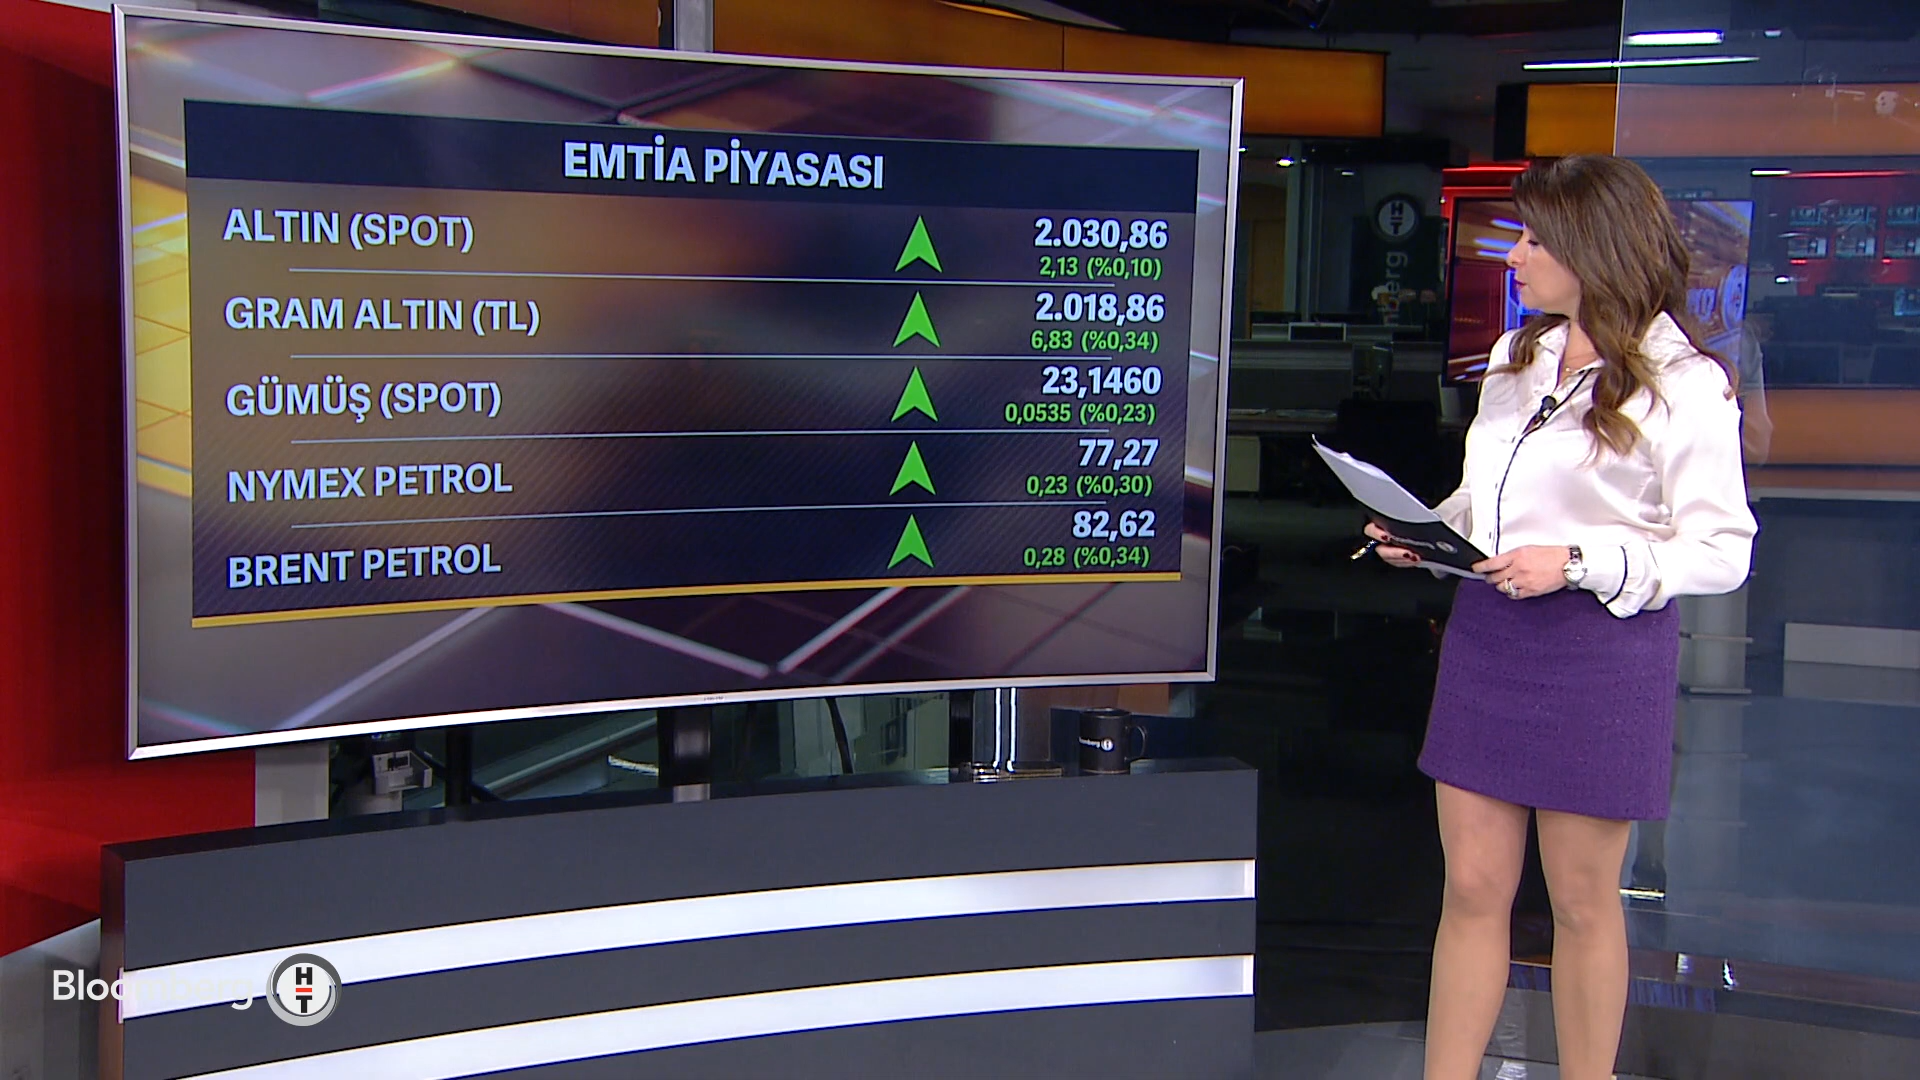 EMTİA PİYASASI
ALTIN (SPOT) 2.030,86
2,13 (%0,10)
GRAM ALTIN (TL) 2.018,86
6,83 (%0,34)
GÜMÜŞ (SPOT) 23,1460
0,0535 (%0,23)
NYMEX PETROL 77,27
0,23 (%0,30)
BRENT PETROL 82,62
0,28 (%0,34)
Bloomberg HT